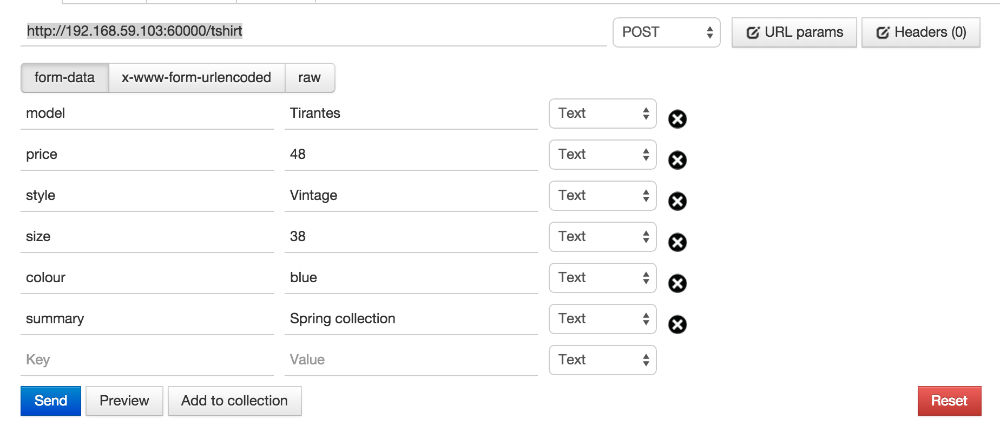 http://192.168.59.103:60000/tshirt POST URL params Headers (0)
form-data x-www-form-urlencoded raw
model Tirantes Text
price 48 Text
style Vintage Text
size 38 Text
colour blue Text
summary Spring collection Text
Key Value Text
Send Preview Add to collection Reset